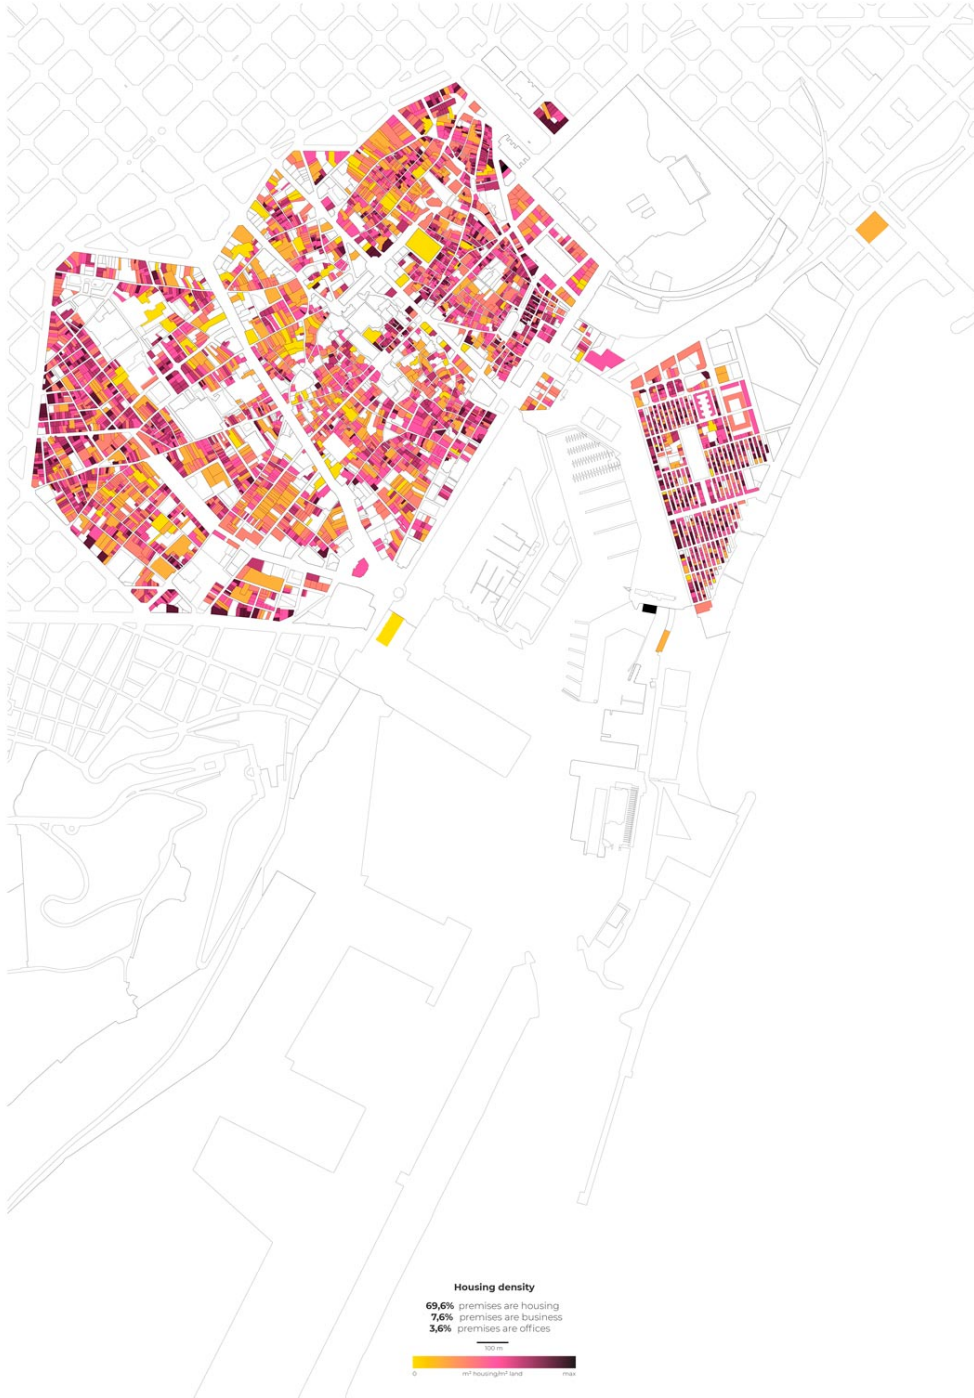 Housing density
69,6% premises are housing
7,6% premises are business
3,6% premises are offices
100 m
0 m² housing/m² land max